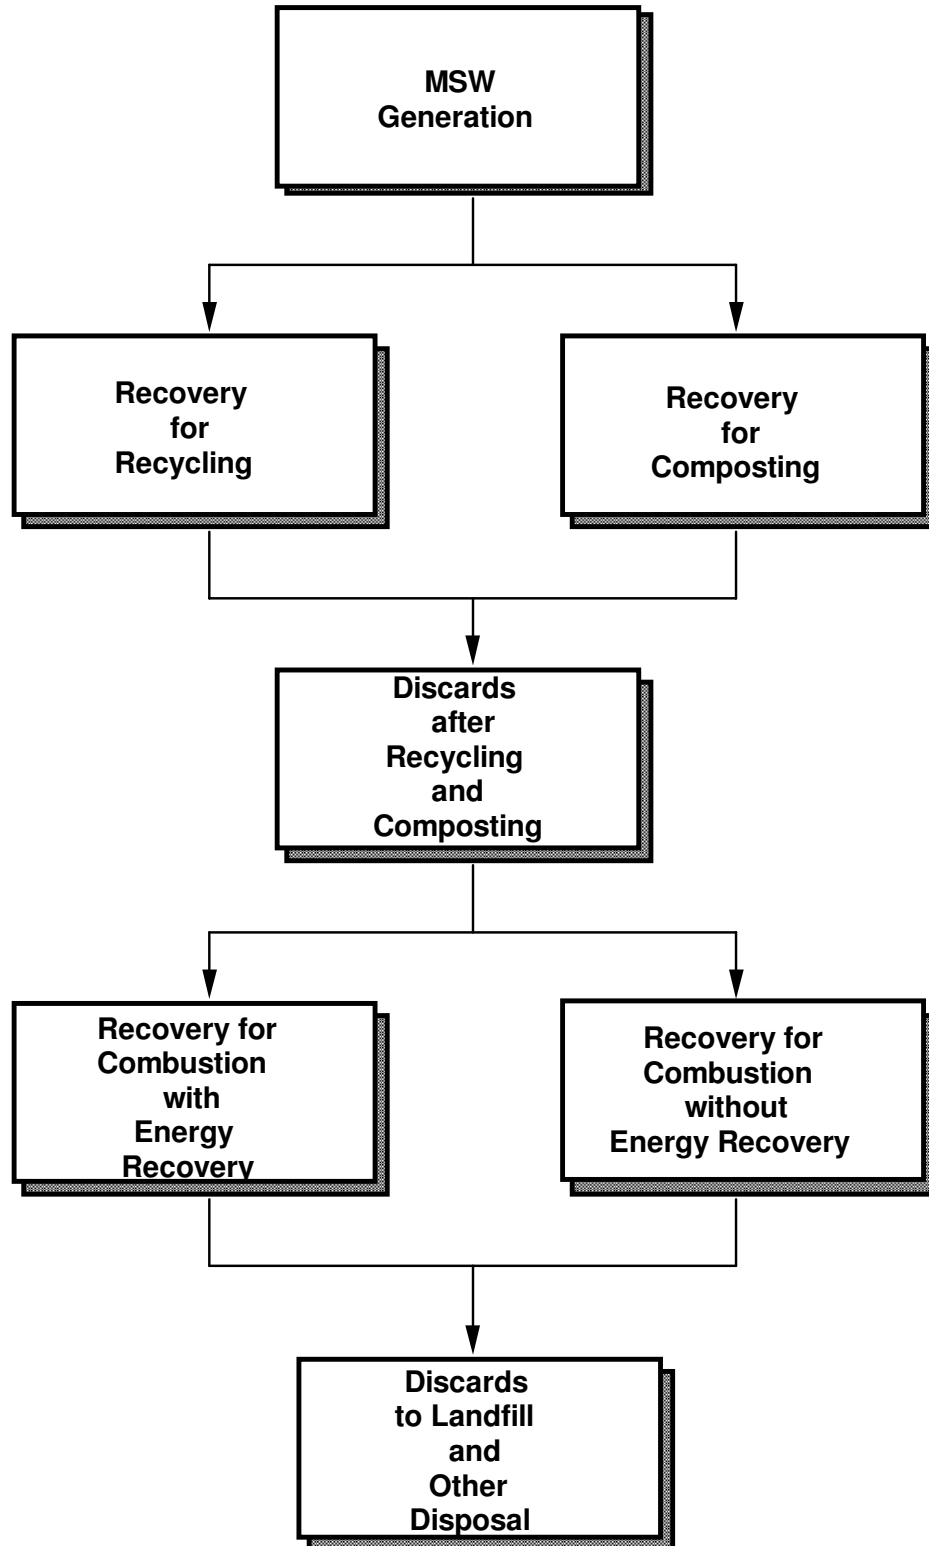 MSW
Generation
Recovery
for
Recycling
Recovery
for
Composting
Discards
after
Recycling
and
Composting
Recovery for
Combustion
with
Energy
Recovery
Recovery for
Combustion
without
Energy Recovery
Discards
to Landfill
and
Other
Disposal